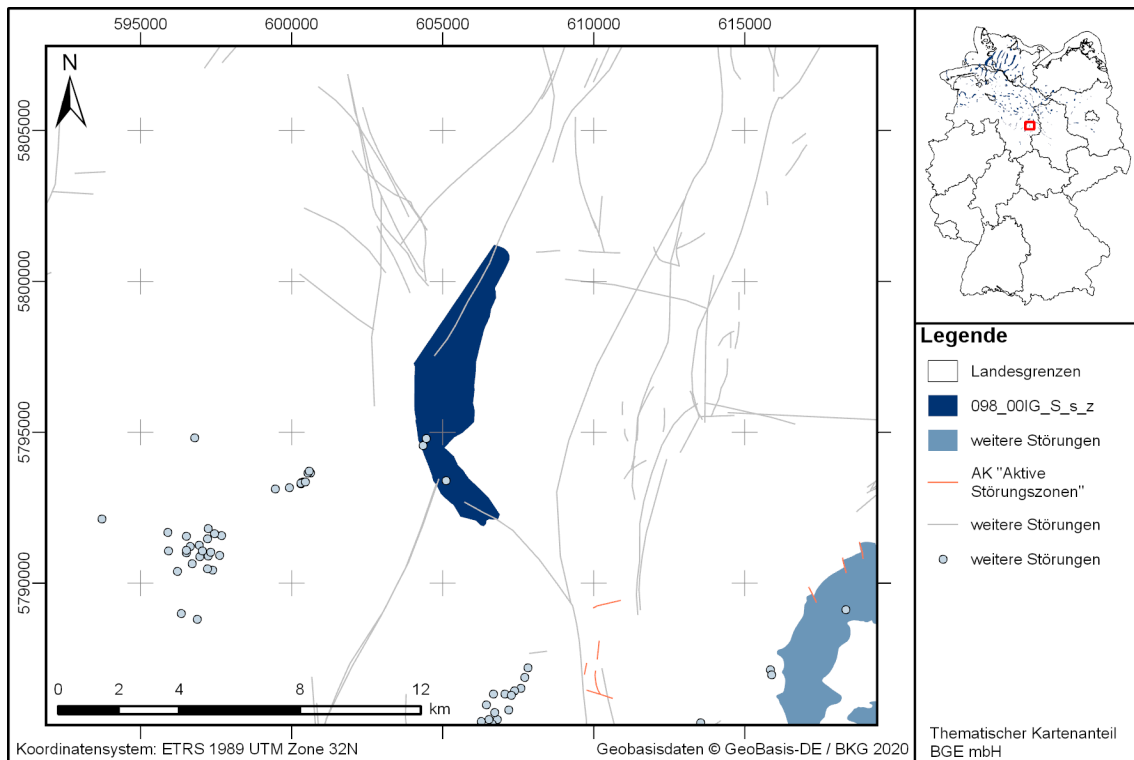 595000
600000
605000
610000
615000
N
5805000
5800000
5795000
5790000
0
2
4
8
12
km
Koordinatensystem: ETRS 1989 UTM Zone 32N
Geobasisdaten © GeoBasis-DE / BKG 2020
Legende
Landesgrenzen
098_00IG_S_s_z
weitere Störungen
AK "Aktive
Störungszonen"
weitere Störungen
weitere Störungen
Thematischer Kartenanteil
BGE mbH